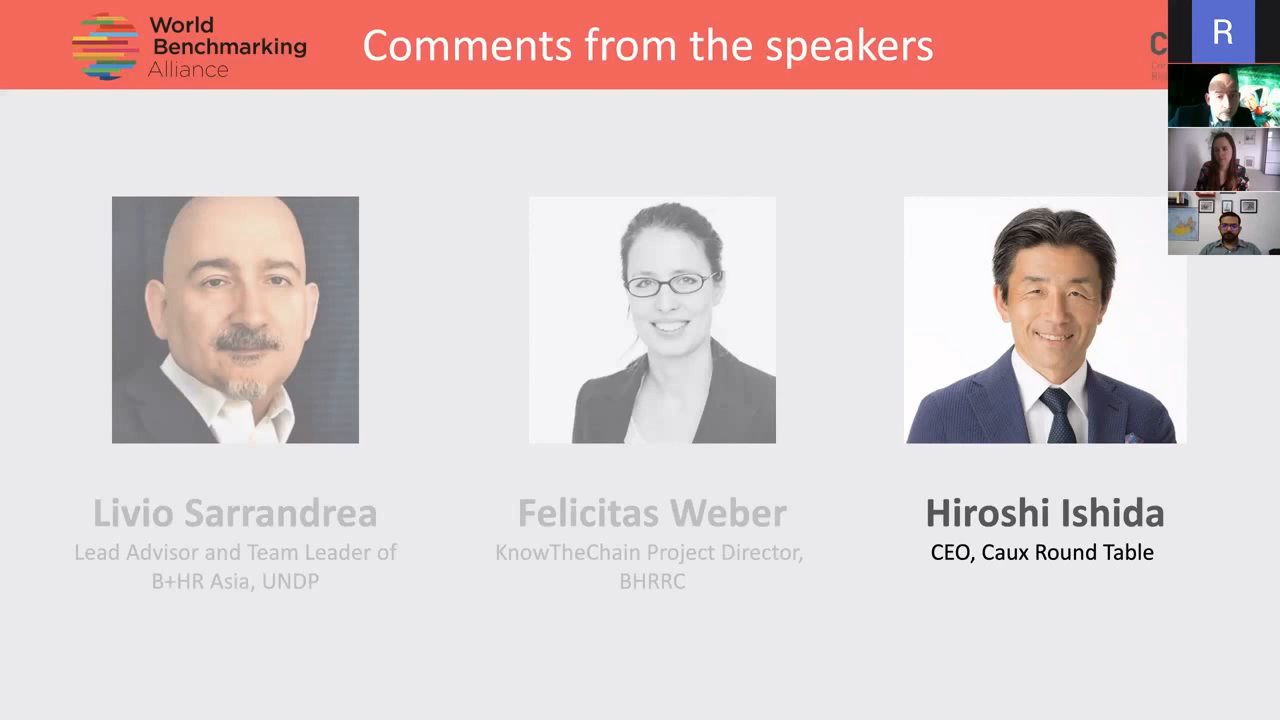 World
Benchmarking
Alliance
Comments from the speakers
R
Livio Sarrandrea
Lead Advisor and Team Leader of
B+HR Asia, UNDP
Felicitas Weber
KnowTheChain Project Director,
BHRRC
Hiroshi Ishida
CEO, Caux Round Table